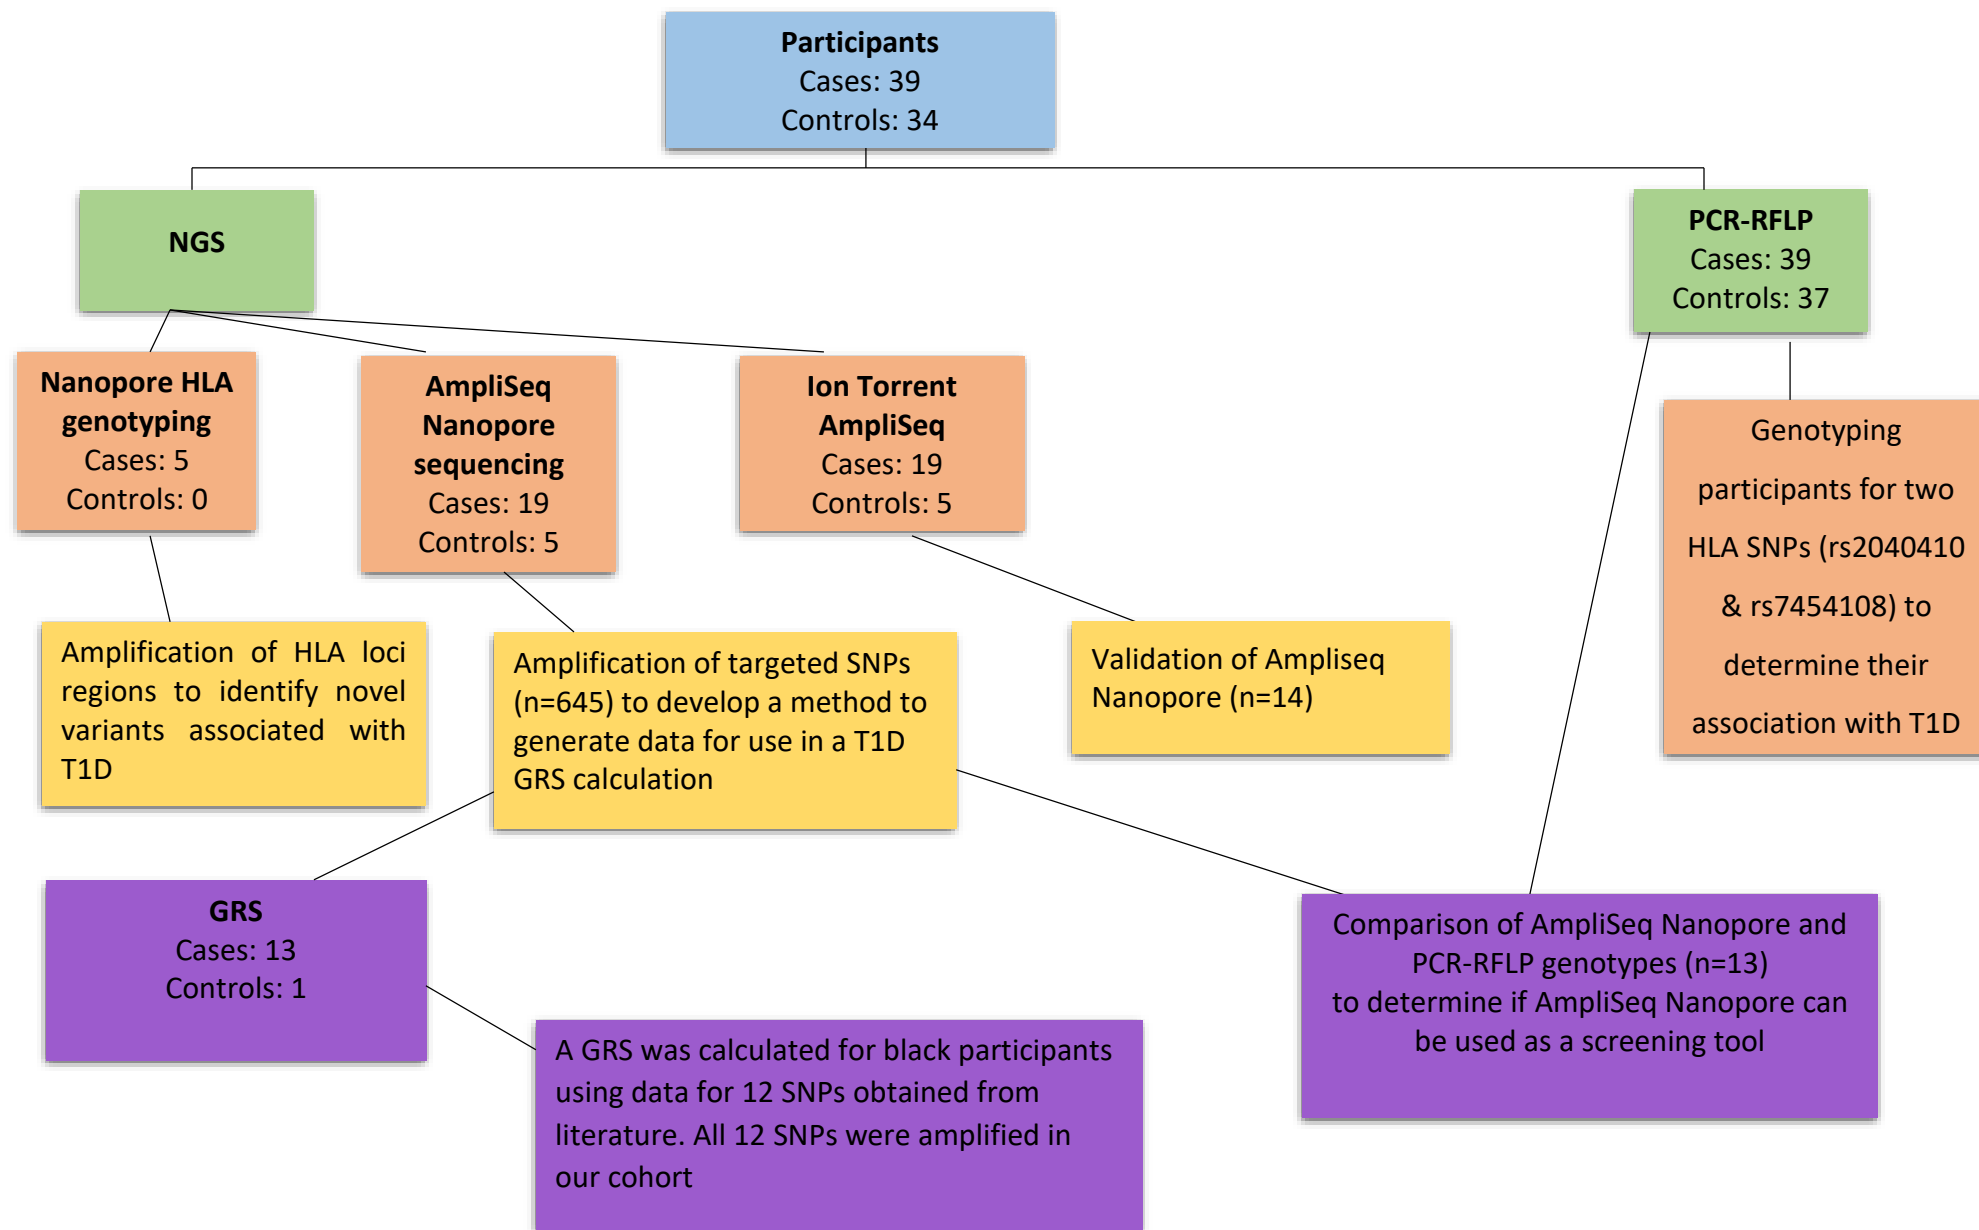 Participants
Cases: 39
Controls: 34
NGS
PCR-RFLP
Cases: 39
Controls: 37
Nanopore HLA
genotyping
Cases: 5
Controls: 0
AmpliSeq
Nanopore
sequencing
Cases: 19
Controls: 5
Ion Torrent
AmpliSeq
Cases: 19
Controls: 5
Genotyping
participants for two
HLA SNPs (rs2040410
& rs7454108) to
determine their
association with T1D
Amplification of HLA loci
regions to identify novel
variants associated with
T1D
Amplification of targeted SNPs
(n=645) to develop a method to
generate data for use in a T1D
GRS calculation
Validation of Ampliseq
Nanopore (n=14)
GRS
Cases: 13
Controls: 1
Comparison of AmpliSeq Nanopore and
PCR-RFLP genotypes (n=13)
to determine if AmpliSeq Nanopore can
be used as a screening tool
A GRS was calculated for black participants
using data for 12 SNPs obtained from
literature. All 12 SNPs were amplified in
our cohort